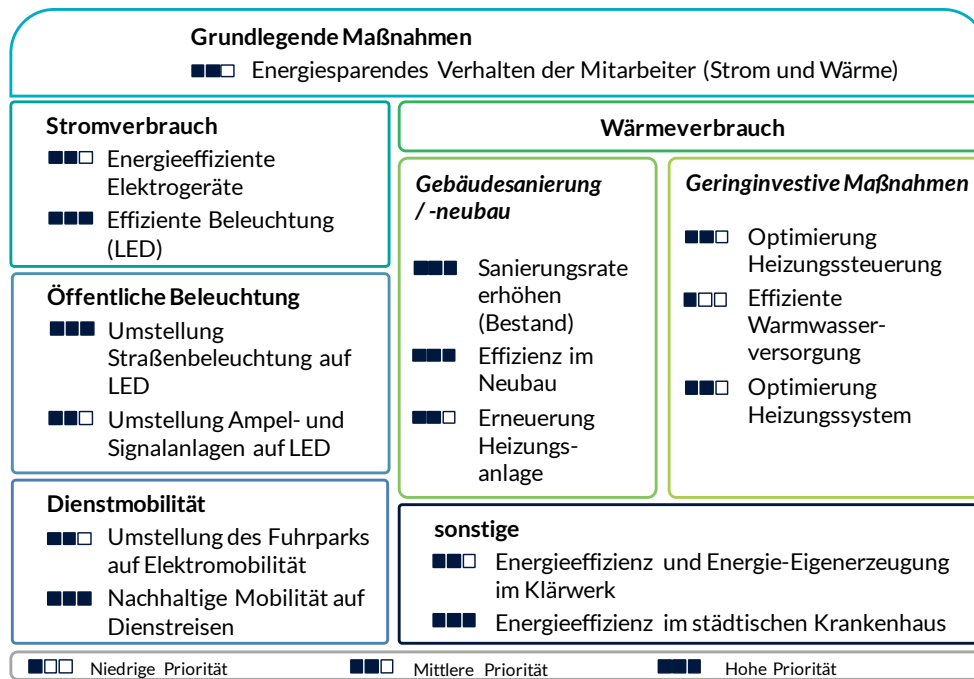 Grundlegende Maßnahmen
Energiesparendes Verhalten der Mitarbeiter (Strom und Wärme)
Stromverbrauch
Energieeffiziente
Elektrogeräte
Effiziente Beleuchtung
(LED)
Öffentliche Beleuchtung
Umstellung
Straßenbeleuchtung auf
LED
Umstellung Ampel- und
Signalanlagen auf LED
Dienstmobilität
Umstellung des Fuhrparks
auf Elektromobilität
Nachhaltige Mobilität auf
Dienstreisen
Wärmeverbrauch
Gebäudesanierung
/ -neubau
Sanierungsrate
erhöhen
(Bestand)
Effizienz im
Neubau
Erneuerung
Heizungs-
anlage
Geringinvestive Maßnahmen
Optimierung
Heizungssteuerung
Effiziente
Warmwasser-
versorgung
Optimierung
Heizungssystem
sonstige
Energieeffizienz und Energie-Eigenerzeugung
im Klärwerk
Energieeffizienz im städtischen Krankenhaus
Niedrige Priorität
Mittlere Priorität
Hohe Priorität